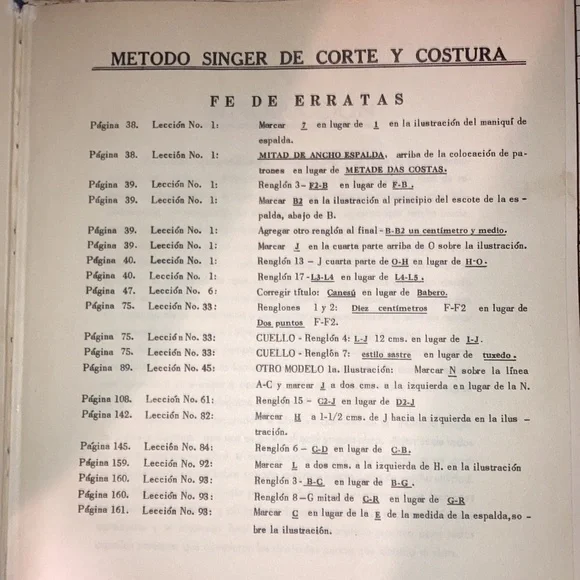 METODO SINGER DE CORTE Y COSTURA
FE DE ERRATAS
Página 38. Lección No. 1: Marcar 2 en lugar de 1 en la ilustración del maniquí de
espalda.
Página 38. Lección No. 1: MITAD DE ANCHO ESPALDA, arriba de la colocación de pa-
trones en lugar de METADE DAS COSTAS.
Página 39. Lección No. 1: Renglón 3- F2-B en lugar de F-B.
Página 39. Lección No. 1: Marcar B2 en la ilustración al principio del escote de la es-
palda, abajo de B.
Página 39. Lección No. 1: Agregar otro renglón al final - B-B2 un centímetro y medio.
Página 39. Lección No. 1: Marcar J en la cuarta parte arriba de O sobre la ilustración.
Página 40. Lección No. 1: Renglón 13 - J cuarta parte de O-H en lugar de H-O.
Página 40. Lección No. 1: Renglón 17 - L3-L4 en lugar de L4-L5.
Página 47. Lección No. 6: Corregir título: Canesú en lugar de Babero.
Página 75. Lección No. 33: Renglones 1 y 2: Diez centímetros F-F2 en lugar de
Dos puntos F-F2.
Página 75. Lección No. 33: CUELLO - Renglón 4: L-J 12 cms. en lugar de I-J.
Página 75. Lección No. 33: CUELLO - Renglón 7: estilo sastre en lugar de tuxedo.
Página 89. Lección No. 45: OTRO MODELO 1a. Ilustración: Marcar N sobre la línea
A-C y marcar J a dos cms. a la izquierda en lugar de la N.
Página 108. Lección No. 61: Renglón 15 - C2-J en lugar de D2-J
Página 142. Lección No. 82: Marcar H a 1-1/2 cms. de J hacia la izquierda en la ilus -
tración.
Página 145. Lección No. 84: Renglón 6 - C-D en lugar de C-B.
Página 159. Lección No. 92: Marcar L a dos cms. a la izquierda de H. en la ilustración
Página 160. Lección No. 93: Renglón 3- B-C en lugar de B-G.
Página 160. Lección No. 93: Renglón 8-G mitad de C-R en lugar de G-R
Página 161. Lección No. 93: Marcar C en lugar de la E de la medida de la espalda, so-
bre la ilustración.